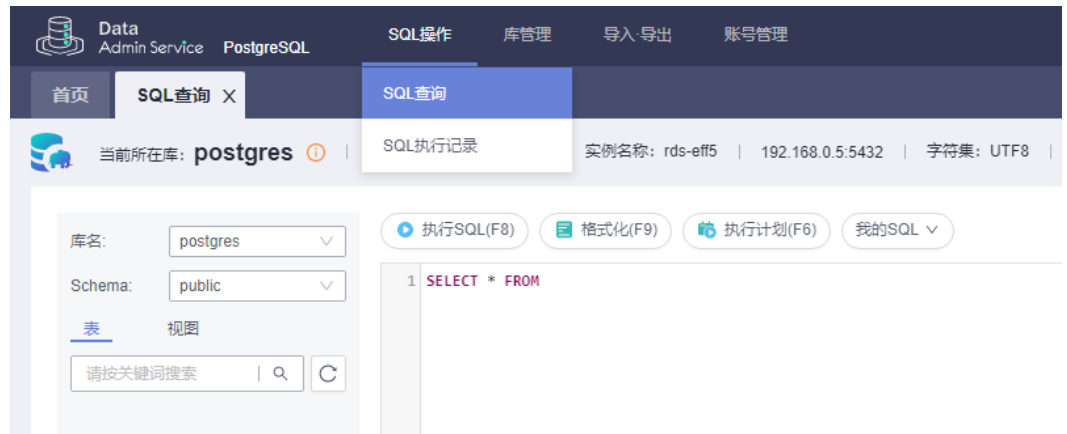 Data
Admin Service PostgreSQL SQL操作 库管理 导入·导出 账号管理
首页 SQL查询 X SQL查询
当前所在库: postgres SQL执行记录 实例名称: rds-eff5 | 192.168.0.5:5432 | 字符集: UTF8 |
库名: postgres 执行SQL(F8) 格式化(F9) 执行计划(F6) 我的SQL
Schema: public 1 SELECT * FROM
表 视图
请按关键词搜索